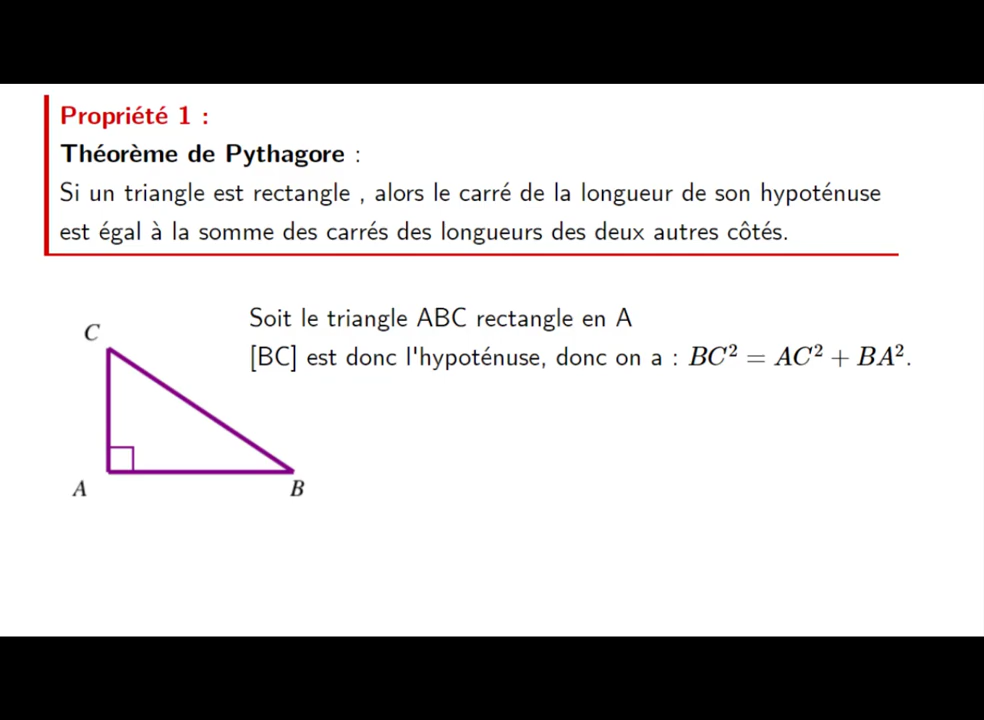 Propriété 1 :
Théorème de Pythagore :
Si un triangle est rectangle , alors le carré de la longueur de son hypoténuse
est égal à la somme des carrés des longueurs des deux autres côtés.
Soit le triangle ABC rectangle en A
[BC] est donc l'hypoténuse, donc on a : BC² = AC² + BA².
C
A
B